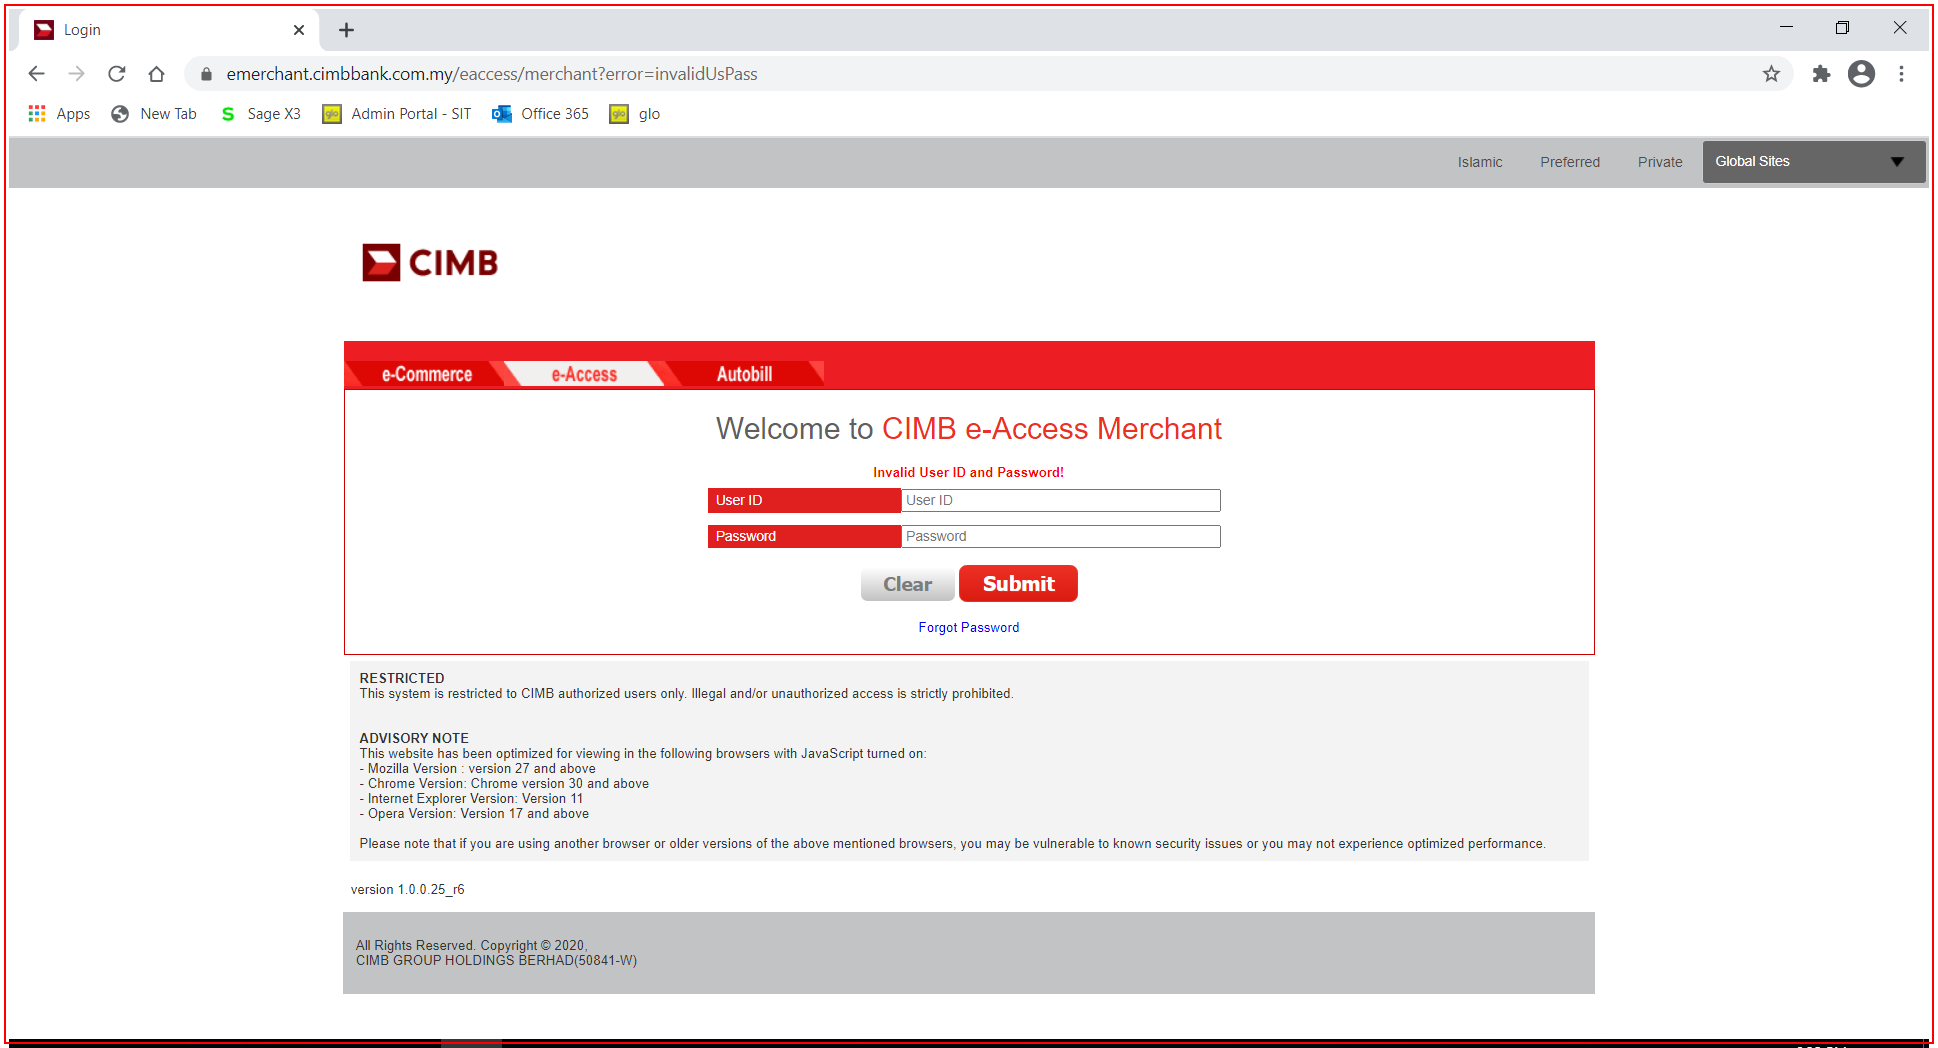 Login
emerchant.cimbbank.com.my/eaccess/merchant?error=invalidUsPass
Apps New Tab S Sage X3 glo Admin Portal - SIT Office 365 glo glo
Islamic Preferred Private Global Sites
CIMB
e-Commerce e-Access Autobill
Welcome to CIMB e-Access Merchant
Invalid User ID and Password!
User ID User ID
Password Password
Clear Submit
Forgot Password
RESTRICTED
This system is restricted to CIMB authorized users only. Illegal and/or unauthorized access is strictly prohibited.
ADVISORY NOTE
This website has been optimized for viewing in the following browsers with JavaScript turned on:
- Mozilla Version : version 27 and above
- Chrome Version: Chrome version 30 and above
- Internet Explorer Version: Version 11
- Opera Version: Version 17 and above
Please note that if you are using another browser or older versions of the above mentioned browsers, you may be vulnerable to known security issues or you may not experience optimized performance.
version 1.0.0.25_r6
All Rights Reserved. Copyright © 2020,
CIMB GROUP HOLDINGS BERHAD(50841-W)